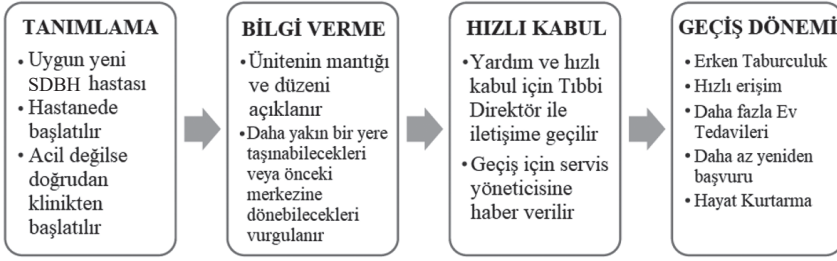 TANIMLAMA
• Uygun yeni
SDBH hastası
• Hastanede
başlatılır
• Acil değilse
doğrudan
klinikten
başlatılır
BİLGİ VERME
• Ünitenin mantığı
ve düzeni
açıklanır
• Daha yakın bir yere
taşınabilecekleri
veya önceki
merkezine
dönebilecekleri
vurgulanır
HIZLI KABUL
• Yardım ve hızlı
kabul için Tıbbi
Direktör ile
iletişime geçilir
• Geçiş için servis
yöneticisine
haber verilir
GEÇİŞ DÖNEMİ
• Erken Taburculuk
• Hızlı erişim
• Daha fazla Ev
Tedavileri
• Daha az yeniden
başvuru
• Hayat Kurtarma